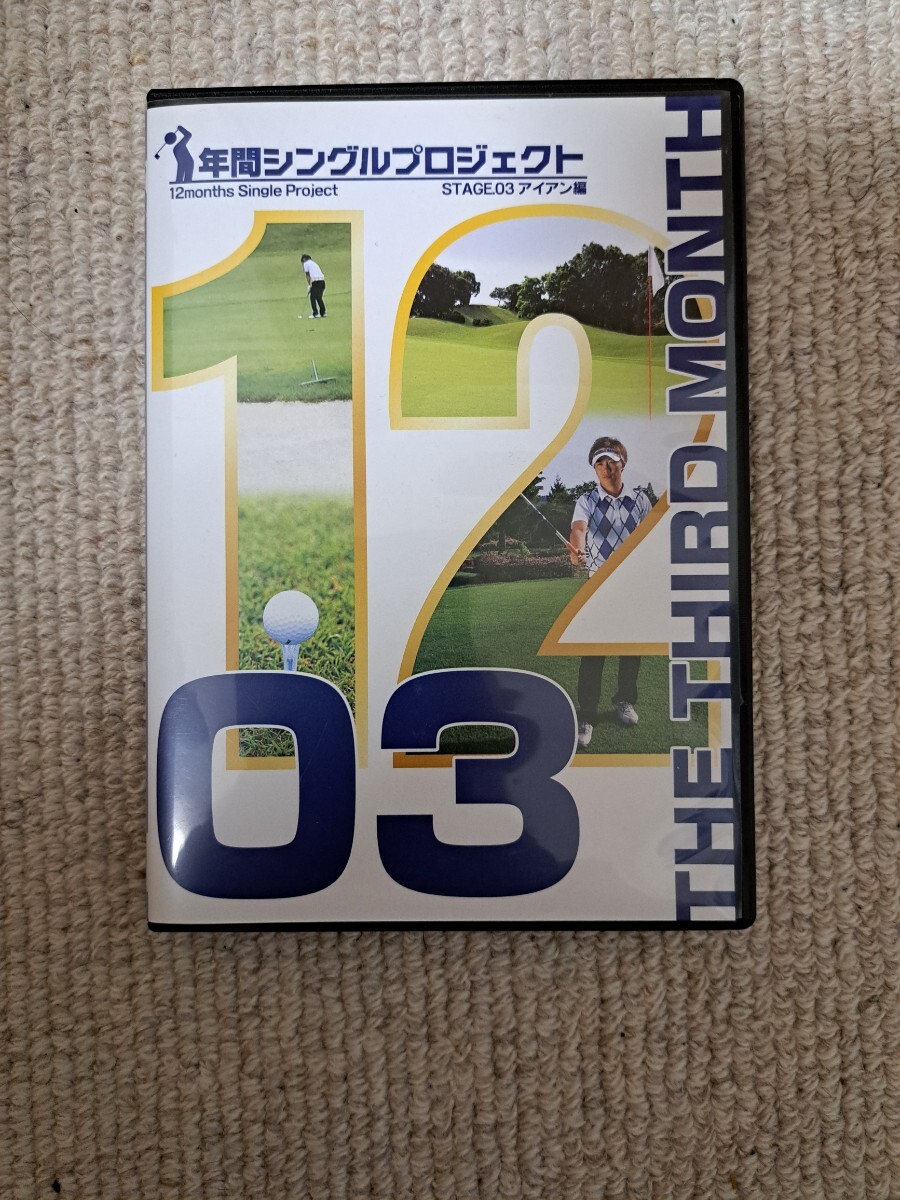 年間シングルプロジェクト
12months Single Project
STAGE.03 アイアン編
12
03
THE THIRD MONTH